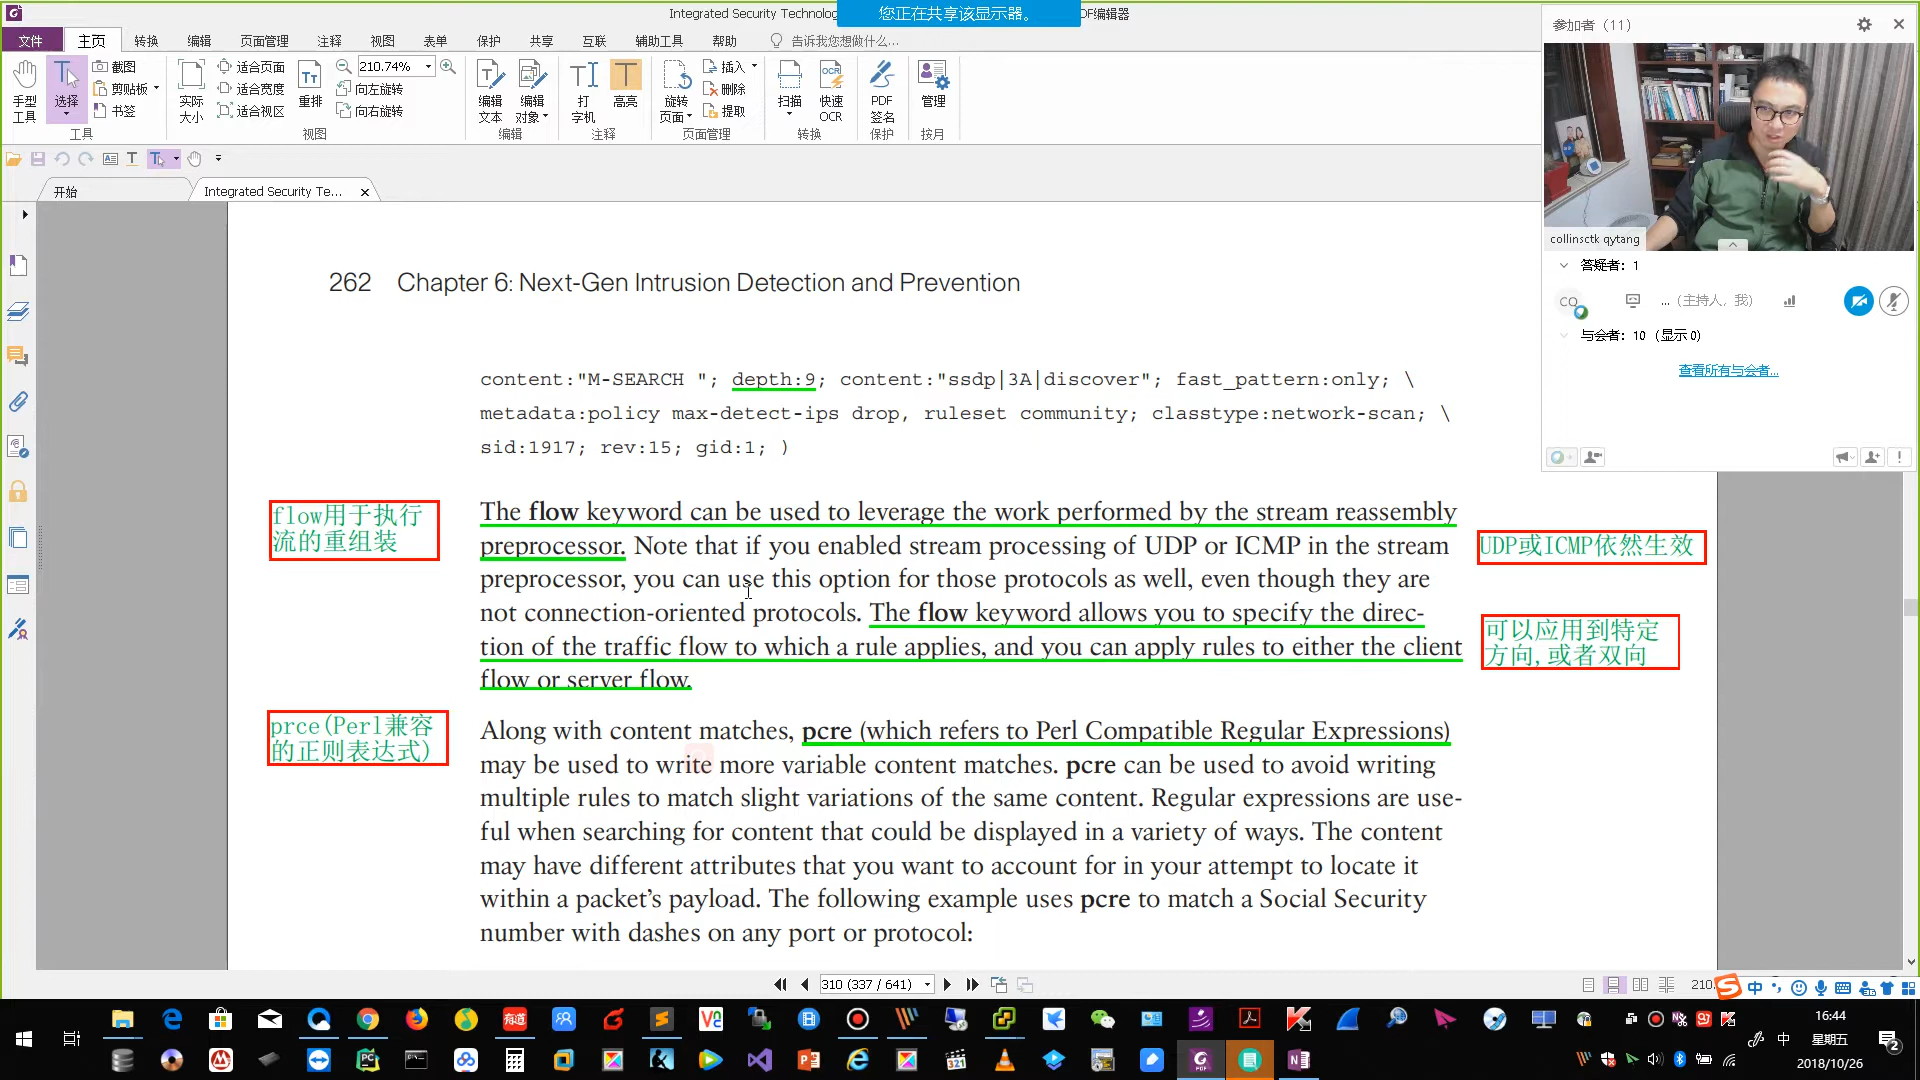 Integrated Security Technolog
您正在共享该显示器。
DF编辑器
文件
主页
转换
编辑
页面管理
注释
视图
表单
保护
共享
互联
辅助工具
帮助
告诉我您想做什么...
手型
工具
选择
截图
剪贴板
书签
工具
实际
大小
适合页面
适合宽度
适合视区
重排
210.74%
向左旋转
向右旋转
视图
编辑
文本
编辑
对象
编辑
打
字机
高亮
注释
旋转
页面
插入
删除
提取
页面管理
扫描
快速
OCR
转换
PDF
签名
保护
管理
按月
开始
Integrated Security Te...
262 Chapter 6: Next-Gen Intrusion Detection and Prevention
content:"M-SEARCH "; depth:9; content:"ssdp|3A|discover"; fast_pattern:only; \
metadata:policy max-detect-ips drop, ruleset community; classtype:network-scan; \
sid:1917; rev:15; gid:1; )
flow用于执行
流的重组装
The flow keyword can be used to leverage the work performed by the stream reassembly
preprocessor. Note that if you enabled stream processing of UDP or ICMP in the stream
preprocessor, you can use this option for those protocols as well, even though they are
not connection-oriented protocols. The flow keyword allows you to specify the direc-
tion of the traffic flow to which a rule applies, and you can apply rules to either the client
flow or server flow.
UDP或ICMP依然生效
可以应用到特定
方向,或者双向
prce(Perl兼容
的正则表达式)
Along with content matches, pcre (which refers to Perl Compatible Regular Expressions)
may be used to write more variable content matches. pcre can be used to avoid writing
multiple rules to match slight variations of the same content. Regular expressions are use-
ful when searching for content that could be displayed in a variety of ways. The content
may have different attributes that you want to account for in your attempt to locate it
within a packet's payload. The following example uses pcre to match a Social Security
number with dashes on any port or protocol:
参加者 (11)
collinsctk qytang
答疑者: 1
CQ
... (主持人, 我)
与会者: 10 (显示 0)
查看所有与会者...
310 (337 / 641)
210.
中
16:44
星期五
2018/10/26
中
2